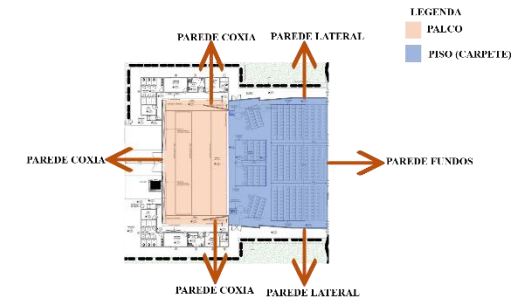 LEGENDA
PALCO
PISO (CARPETE)
PAREDE COXIA
PAREDE LATERAL
PAREDE COXIA
PAREDE FUNDOS
PAREDE COXIA
PAREDE LATERAL